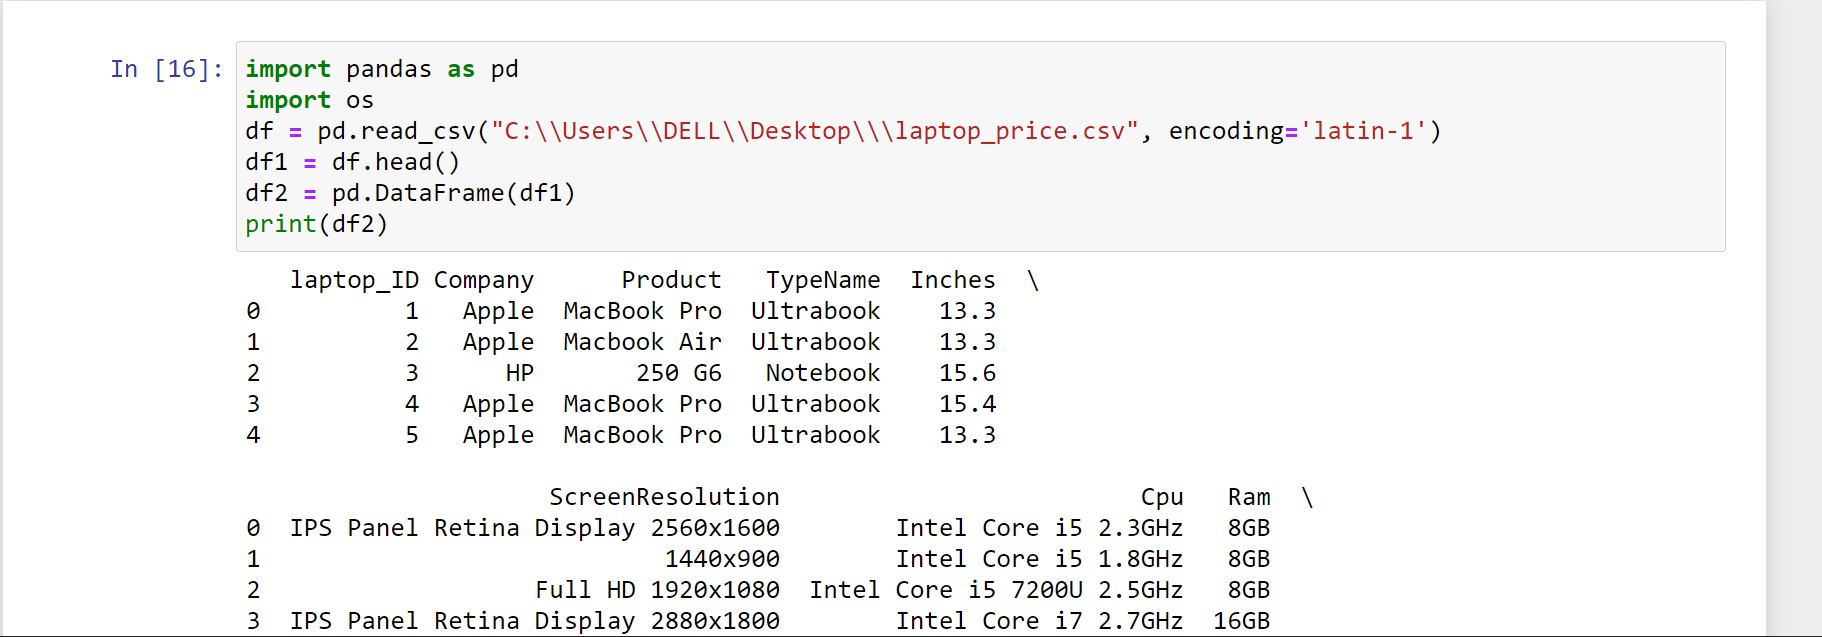 In [16]: import pandas as pd
import os
df = pd.read_csv("C:\\Users\\DELL\\Desktop\\\laptop_price.csv", encoding='latin-1')
df1 = df.head()
df2 = pd.DataFrame(df1)
print(df2)
laptop_ID Company Product TypeName Inches \
0 1 Apple MacBook Pro Ultrabook 13.3
1 2 Apple Macbook Air Ultrabook 13.3
2 3 HP 250 G6 Notebook 15.6
3 4 Apple MacBook Pro Ultrabook 15.4
4 5 Apple MacBook Pro Ultrabook 13.3
ScreenResolution Cpu Ram \
0 IPS Panel Retina Display 2560x1600 Intel Core i5 2.3GHz 8GB
1 1440x900 Intel Core i5 1.8GHz 8GB
2 Full HD 1920x1080 Intel Core i5 7200U 2.5GHz 8GB
3 IPS Panel Retina Display 2880x1800 Intel Core i7 2.7GHz 16GB